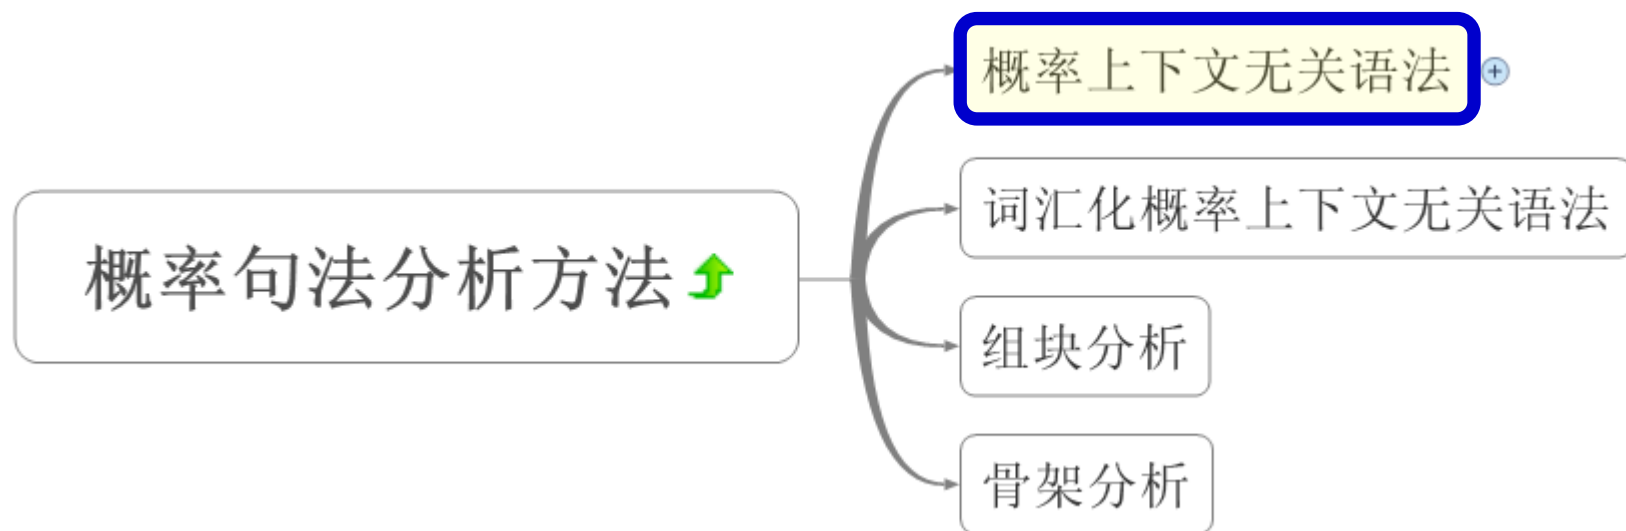 概率句法分析方法
概率上下文无关语法
词汇化概率上下文无关语法
组块分析
骨架分析